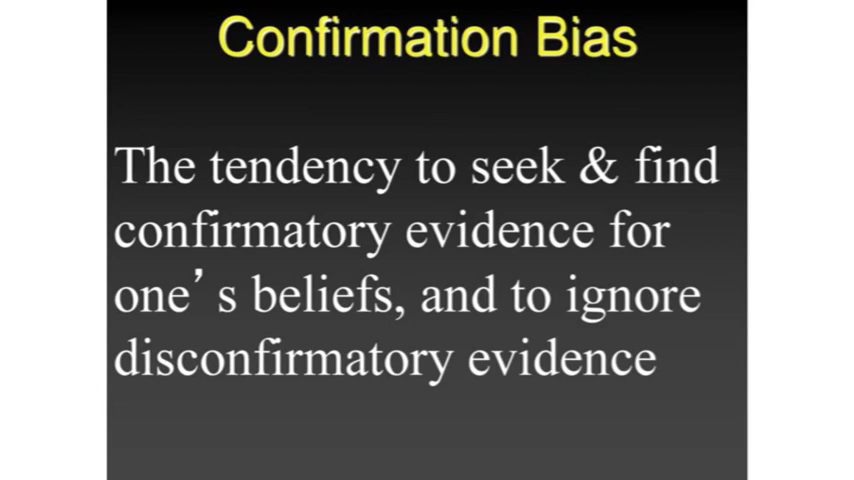 Confirmation Bias
The tendency to seek & find
confirmatory evidence for
one’s beliefs, and to ignore
disconfirmatory evidence